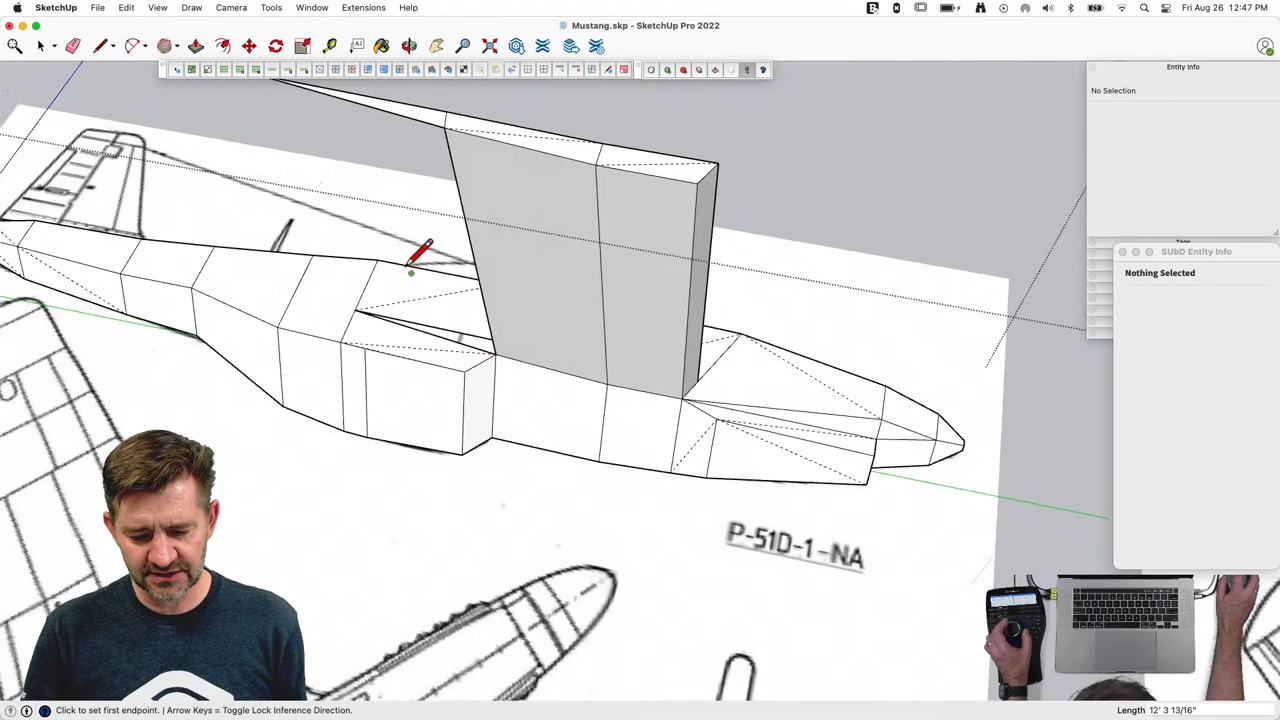 SketchUp File Edit View Draw Camera Tools Window Extensions Help
Fri Aug 26 12:47 PM
Mustang.skp - SketchUp Pro 2022
Entity Info
No Selection
Tags
SUbD Entity Info
Nothing Selected
P-51D-1-NA
Click to set first endpoint. | Arrow Keys = Toggle Lock Inference Direction.
Length 12' 3 13/16"